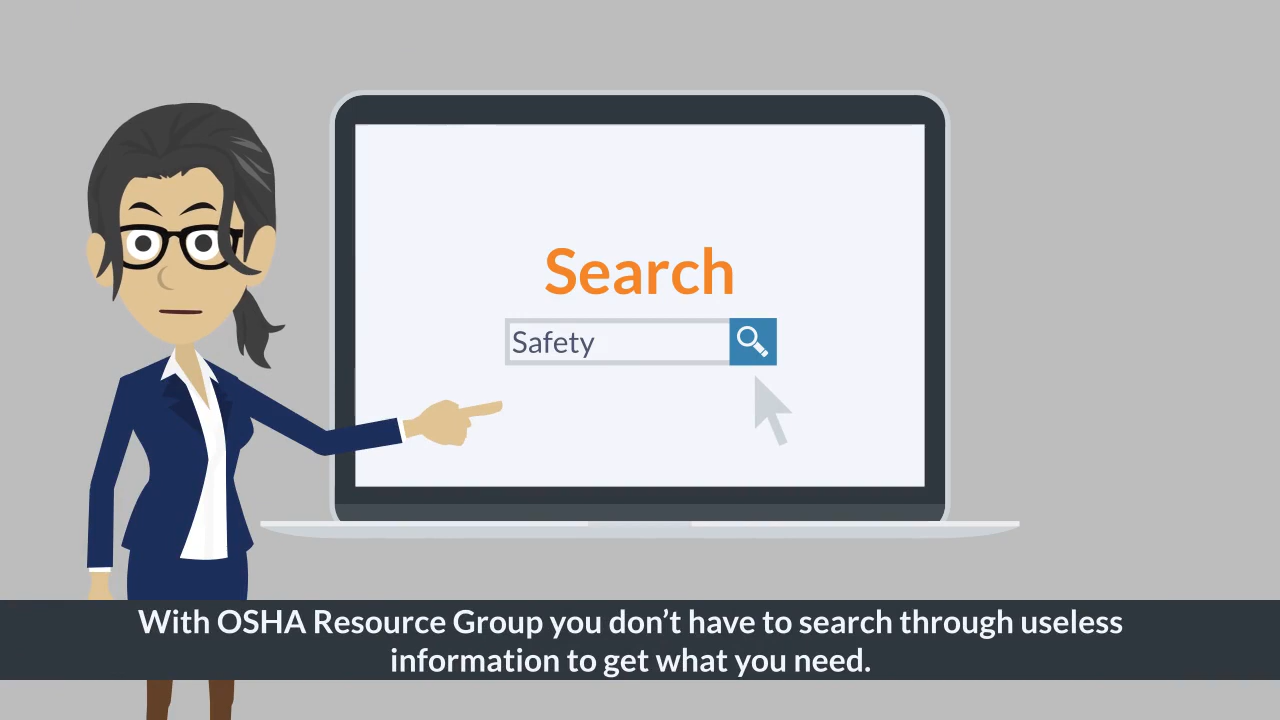 Search
Safety
With OSHA Resource Group you don’t have to search through useless
information to get what you need.